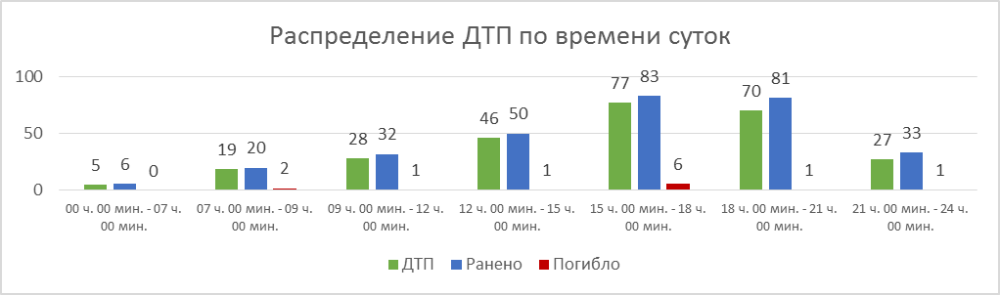 Распределение ДТП по времени суток
100
50
0
5 6 0
19 20 2
28 32 1
46 50 1
77 83 6
70 81 1
27 33 1
00 ч. 00 мин. - 07 ч.
00 мин.
07 ч. 00 мин. - 09 ч.
00 мин.
09 ч. 00 мин. - 12 ч.
00 мин.
12 ч. 00 мин. - 15 ч.
00 мин.
15 ч. 00 мин. - 18 ч.
00 мин.
18 ч. 00 мин. - 21 ч.
00 мин.
21 ч. 00 мин. - 24 ч.
00 мин.
ДТП Ранено Погибло